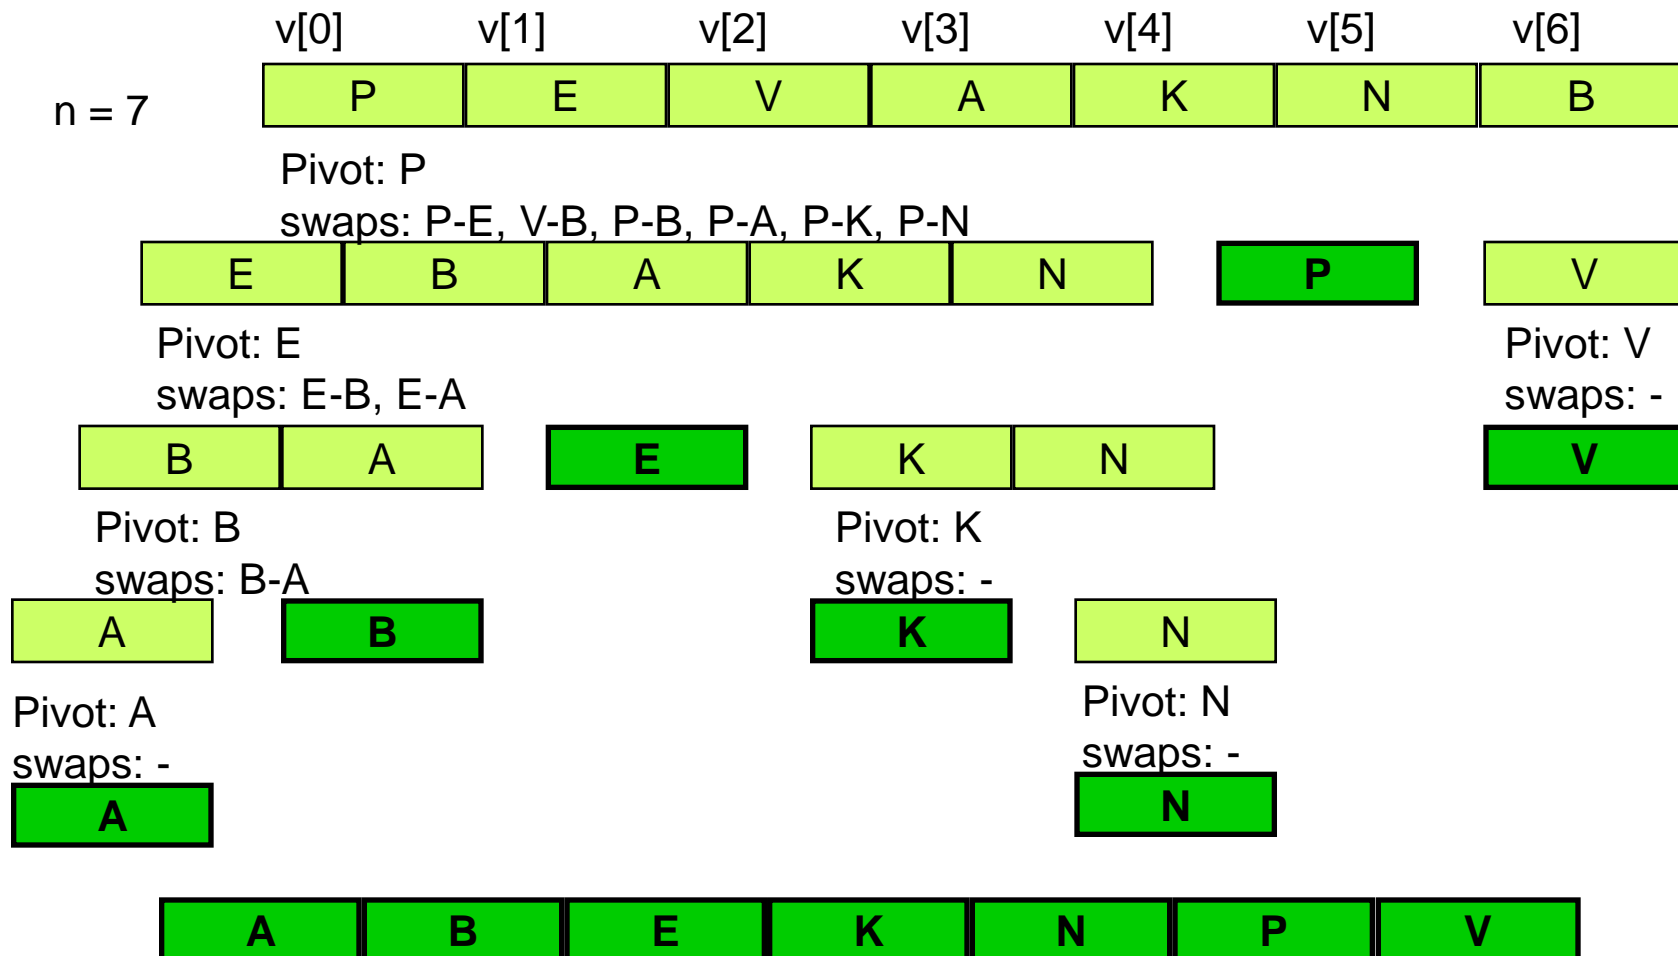 v[0] v[1] v[2] v[3] v[4] v[5] v[6]
n = 7
P E V A K N B
Pivot: P
swaps: P-E, V-B, P-B, P-A, P-K, P-N
E B A K N P V
Pivot: E Pivot: V
swaps: E-B, E-A swaps: -
B A E K N V
Pivot: B Pivot: K
swaps: B-A swaps: -
A B K N
Pivot: A Pivot: N
swaps: - swaps: -
A N
A B E K N P V